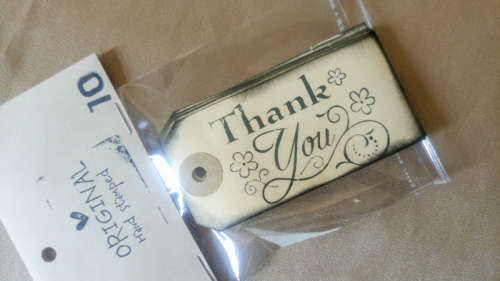 Thank
You
10
ORIGINAL
Hand Stamped